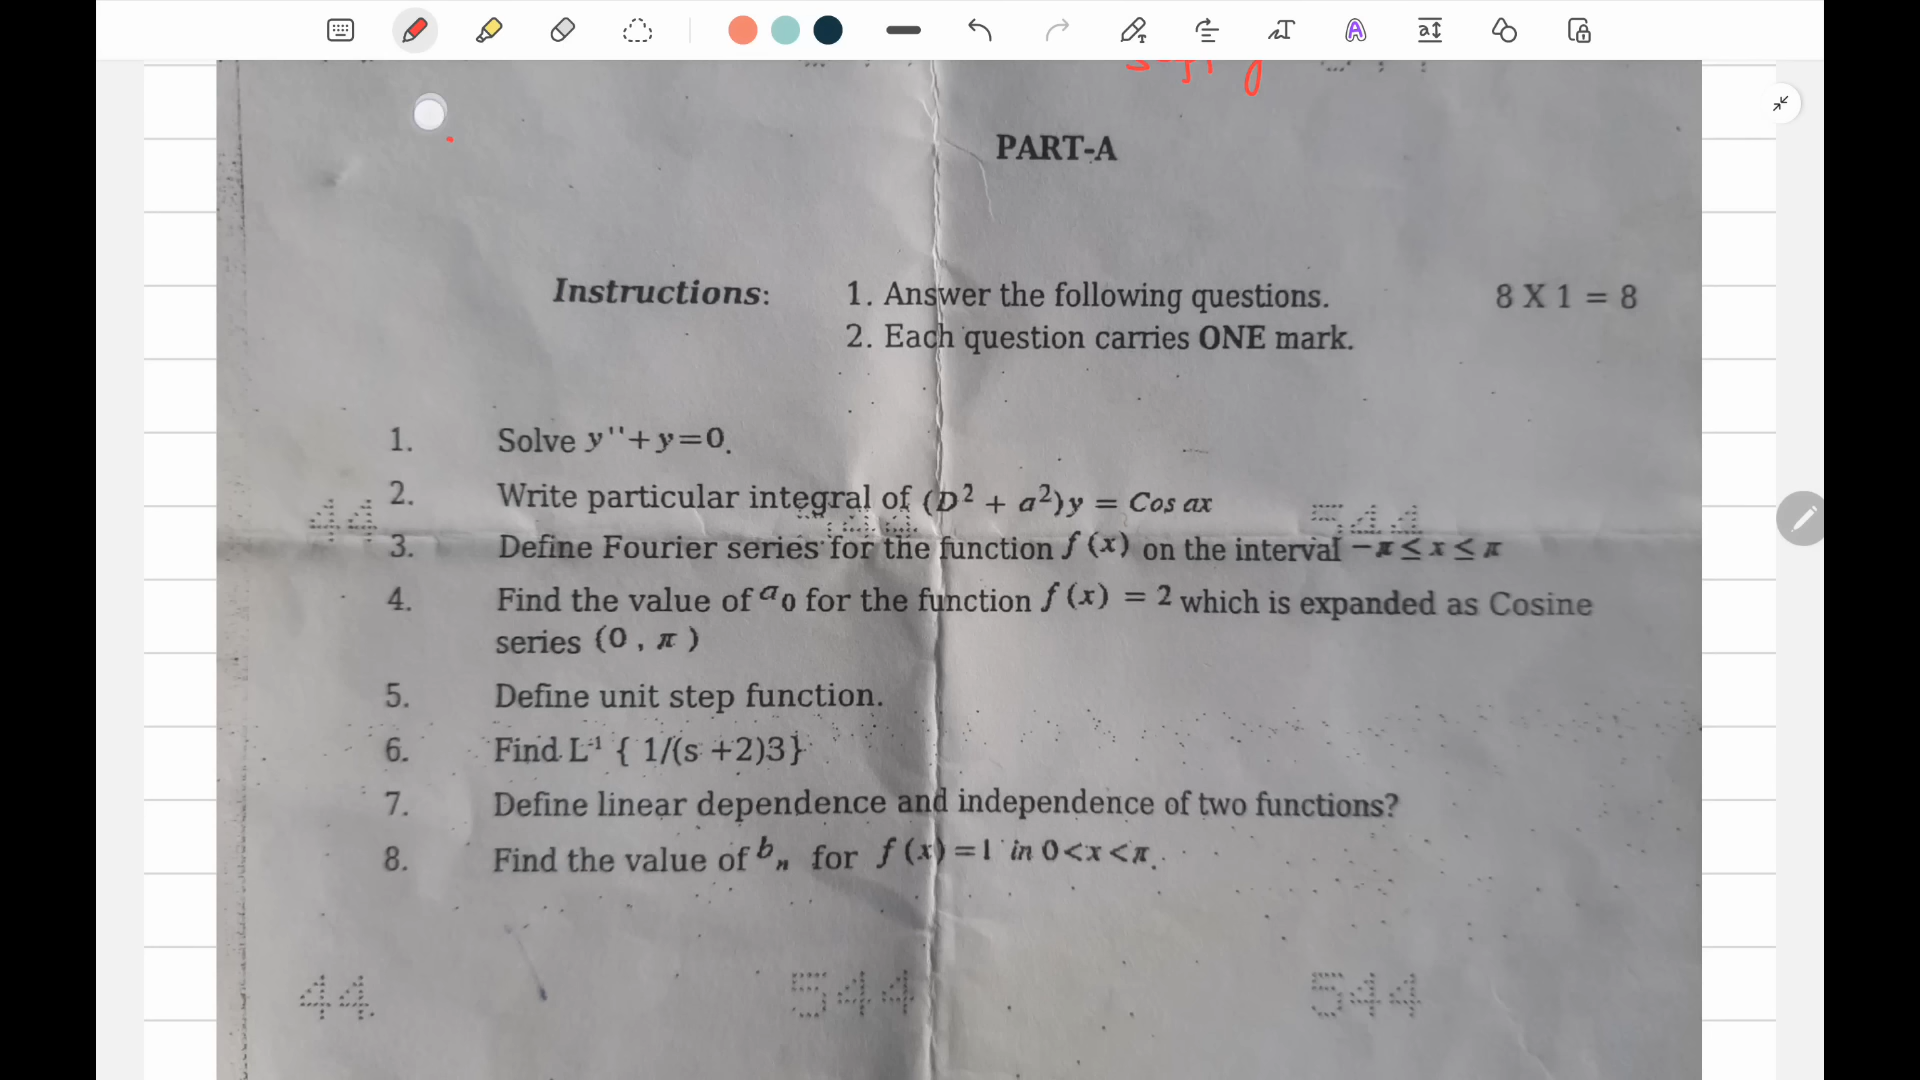 PART-A
Instructions: 1. Answer the following questions. 8 X 1 = 8
2. Each question carries ONE mark.
1. Solve y''+y=0.
2. Write particular integral of (D² + a²)y = Cos ax
44 544
3. Define Fourier series for the function f(x) on the interval −π≤x≤π
4. Find the value of a₀ for the function f(x) = 2 which is expanded as Cosine
series (0 , π )
5. Define unit step function.
6. Find L⁻¹ { 1/(s +2)3}
7. Define linear dependence and independence of two functions?
8. Find the value of bₙ for f(x)=1 in 0<x<π.
44 544 544